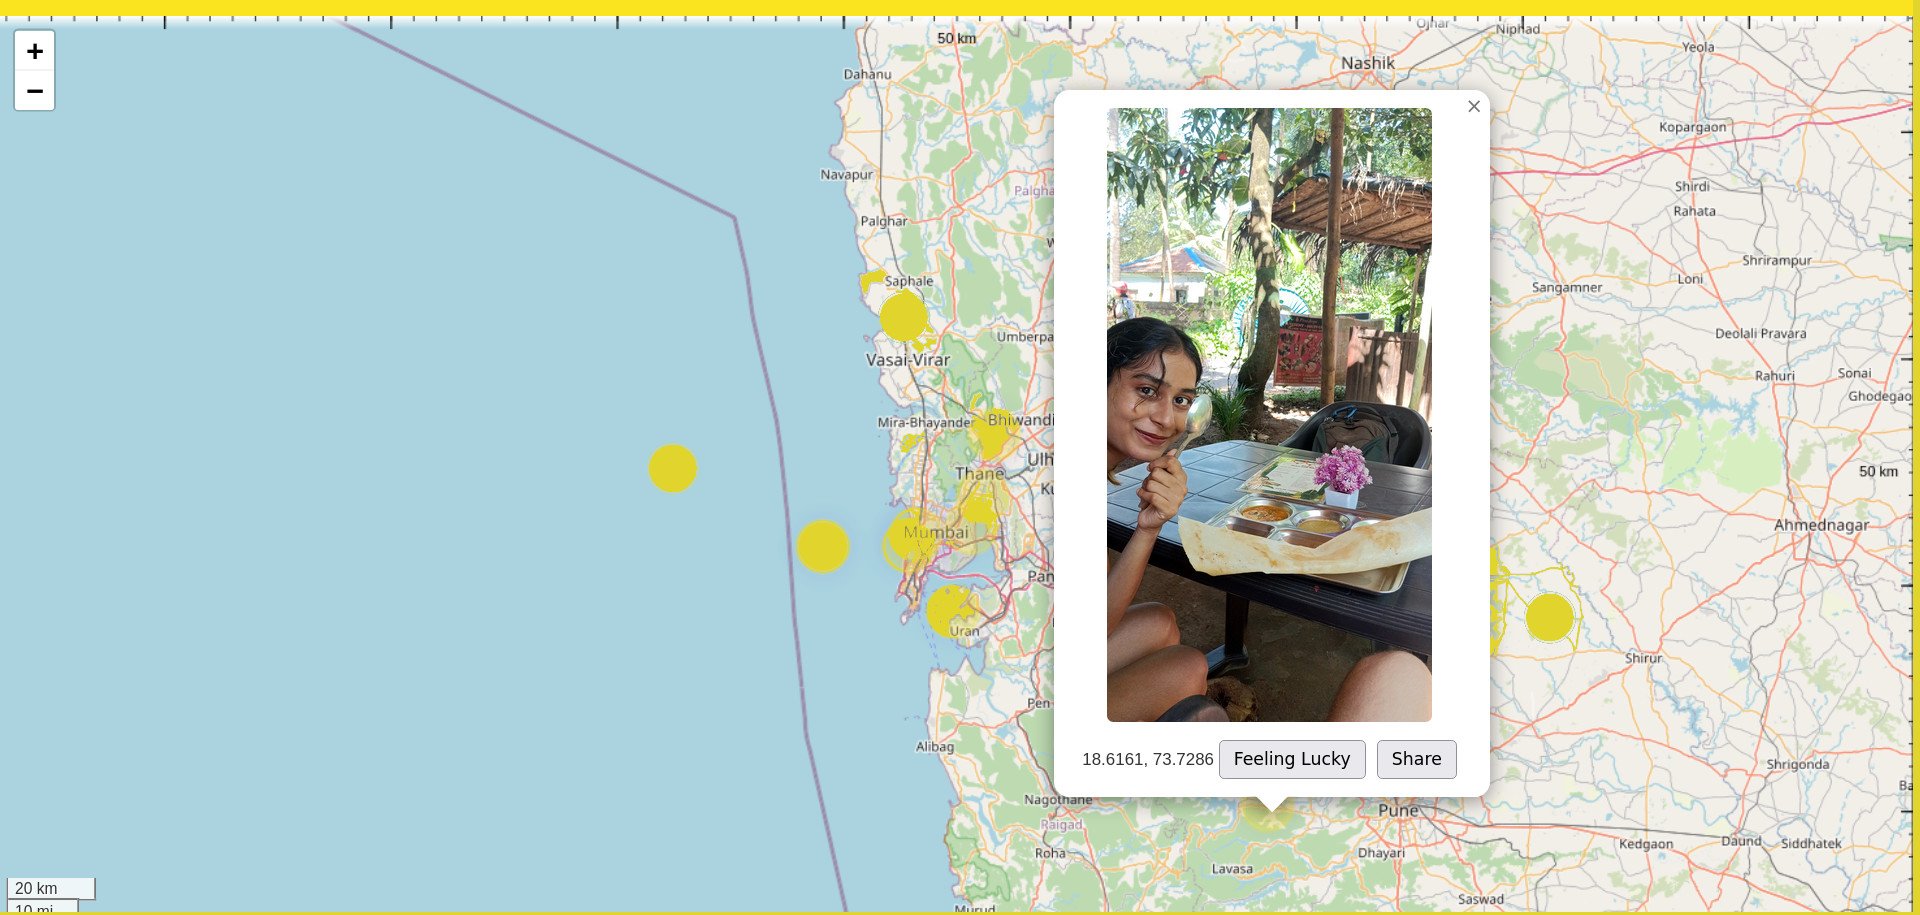 Ojhar
Niphad
50 km
Yeola
+
Nashik
Dahanu
−
×
Kopargaon
Navapur
Shirdi
Palgha
Rahata
Palghar
Shrirampur
Saphale
Loni
Sangamner
Umberpa
Deolali Pravara
Vasai-Virar
Rahuri
Sonai
Ghodegao
Mira-Bhayander
Bhiwandi
Ulh
50 km
Thane
Ku
Ahmednagar
Mumbai
Pan
Uran
Shirur
Pen
Alibag
18.6161, 73.7286
Feeling Lucky
Share
Shrigonda
Ba
Nagothane
Pune
Raigad
Roha
Dhayari
Kedgaon
Daund
Siddhatek
Lavasa
20 km
Saswad
10 mi
Murud